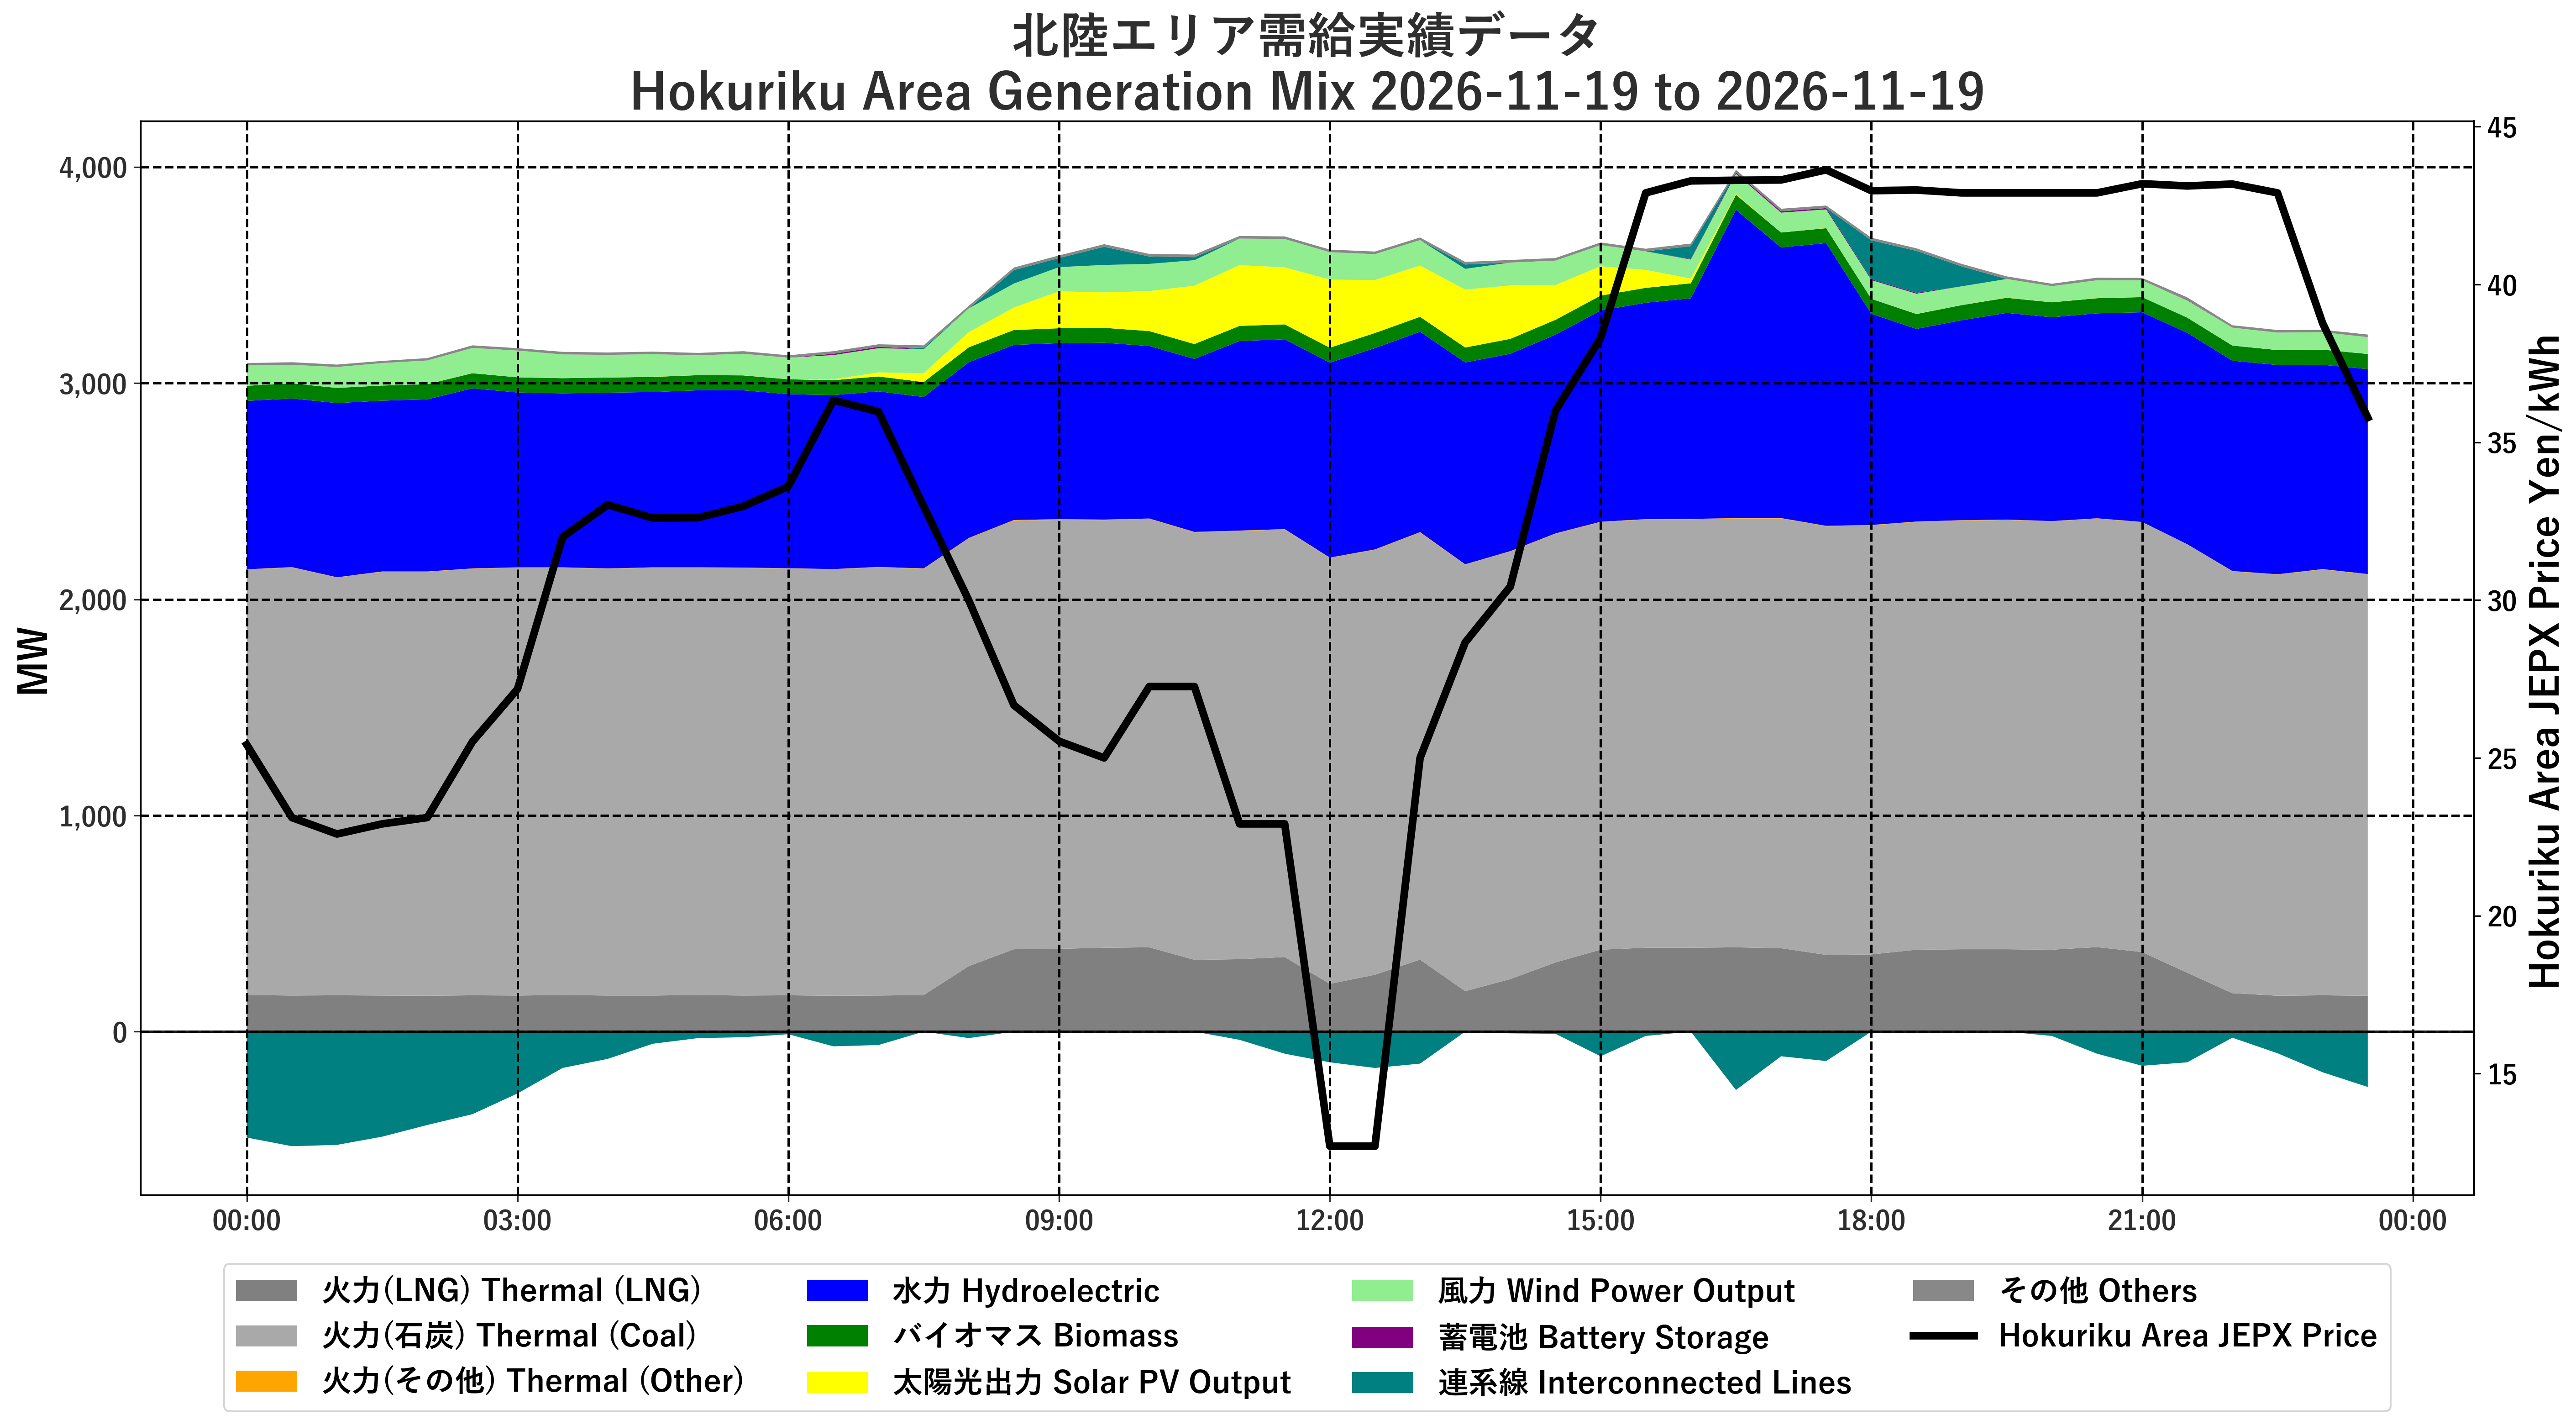 北陸エリア需給実績データ
Hokuriku Area Generation Mix 2026-11-19 to 2026-11-19
MW
4,000
3,000
2,000
1,000
0
45
40
35
30
25
20
15
Hokuriku Area JEPX Price Yen/kWh
00:00 03:00 06:00 09:00 12:00 15:00 18:00 21:00 00:00
火力(LNG) Thermal (LNG)
火力(石炭) Thermal (Coal)
火力(その他) Thermal (Other)
水力 Hydroelectric
バイオマス Biomass
太陽光出力 Solar PV Output
風力 Wind Power Output
蓄電池 Battery Storage
連系線 Interconnected Lines
その他 Others
Hokuriku Area JEPX Price